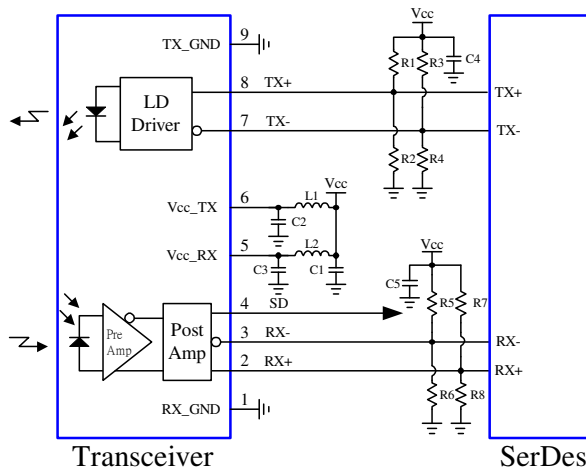 Vcc
9
TX_GND
R1
R3
C4
8
TX+
TX+
LD
Driver
7
TX-
TX-
R2
R4
Vcc_TX
6
L1
Vcc
C2
Vcc_RX
5
L2
Vcc
C3
C1
C5
4
SD
R5
R7
Pre
Amp
Post
Amp
3
RX-
RX-
2
RX+
RX+
R6
R8
RX_GND
1
Transceiver
SerDes